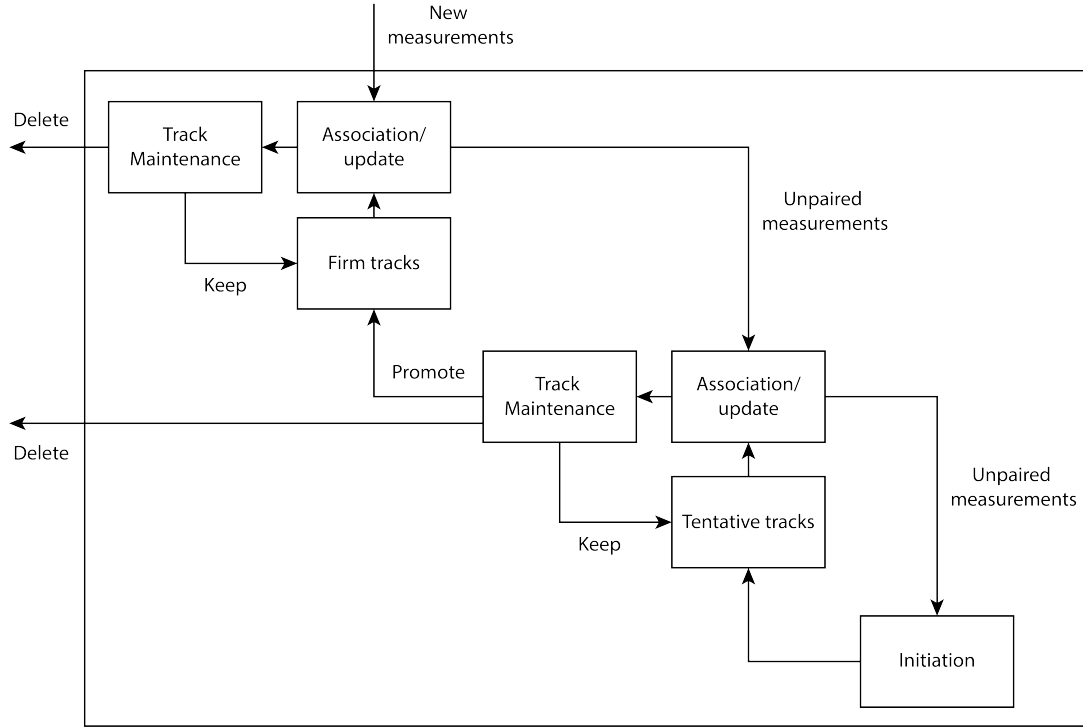 New
measurements
Delete
Track
Maintenance
Association/
update
Unpaired
measurements
Keep
Firm tracks
Promote
Track
Maintenance
Association/
update
Delete
Unpaired
measurements
Keep
Tentative tracks
Initiation